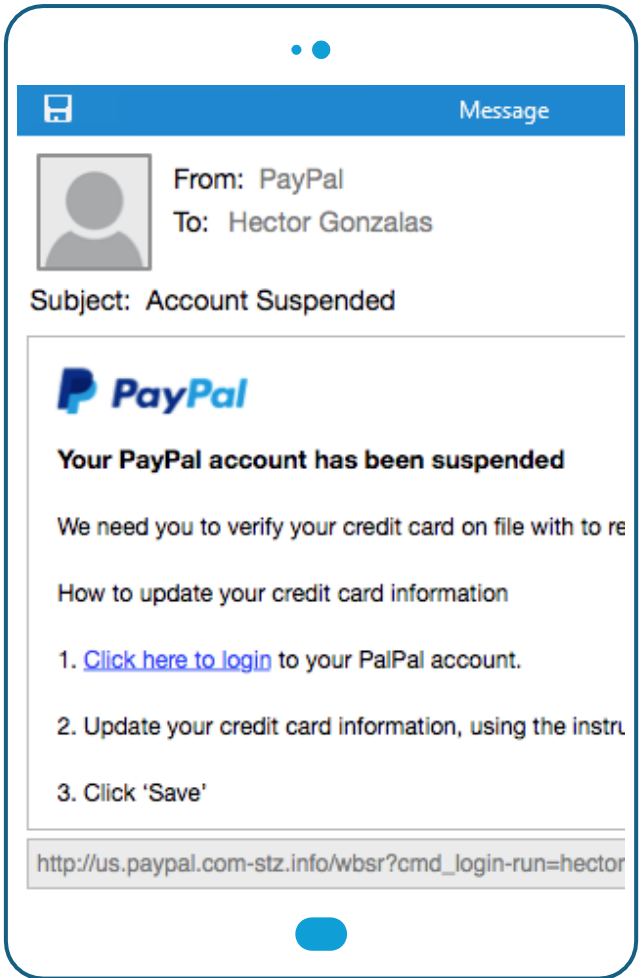 Message
From: PayPal
To: Hector Gonzalas
Subject: Account Suspended
PayPal
Your PayPal account has been suspended
We need you to verify your credit card on file with to re
How to update your credit card information
1. Click here to login to your PalPal account.
2. Update your credit card information, using the instru
3. Click ‘Save’
http://us.paypal.com-stz.info/wbsr?cmd_login-run=hector